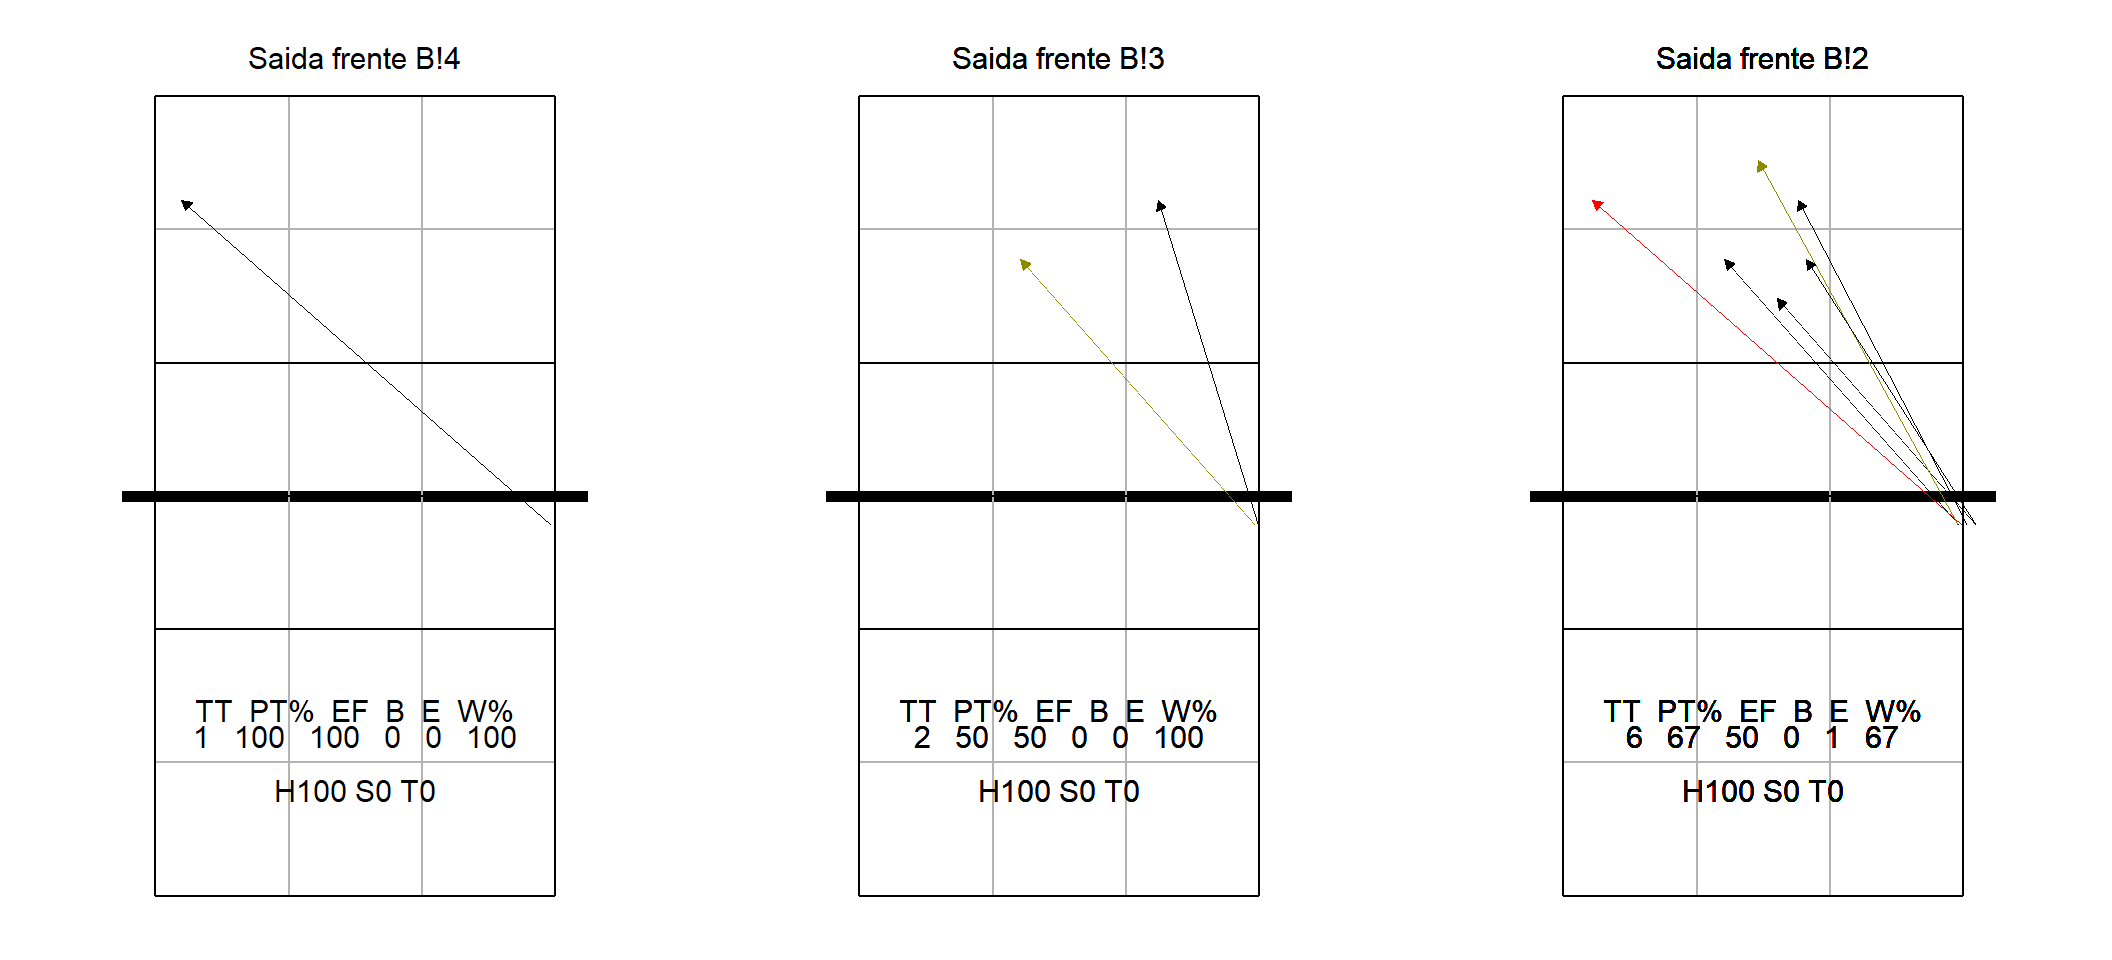 Saida frente B!4
TT PT% EF B E W%
1 100 100 0 0 100
H100 S0 T0
Saida frente B!3
TT PT% EF B E W%
2 50 50 0 0 100
H100 S0 T0
Saida frente B!2
TT PT% EF B E W%
6 67 50 0 1 67
H100 S0 T0